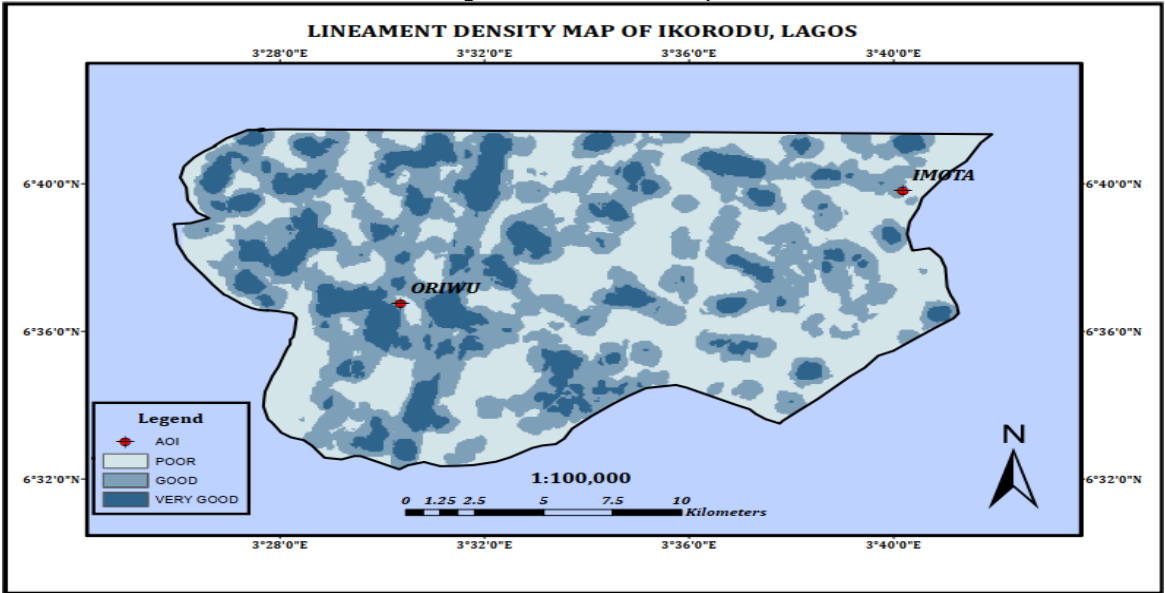 LINEAMENT DENSITY MAP OF IKORODU, LAGOS
3°28'0"E 3°32'0"E 3°36'0"E 3°40'0"E
6°40'0"N IMOTA 6°40'0"N
ORIWU
6°36'0"N 6°36'0"N
Legend
AOI
POOR
GOOD
VERY GOOD
N
1:100,000
6°32'0"N 6°32'0"N
0 1.25 2.5 5 7.5 10
Kilometers
3°28'0"E 3°32'0"E 3°36'0"E 3°40'0"E